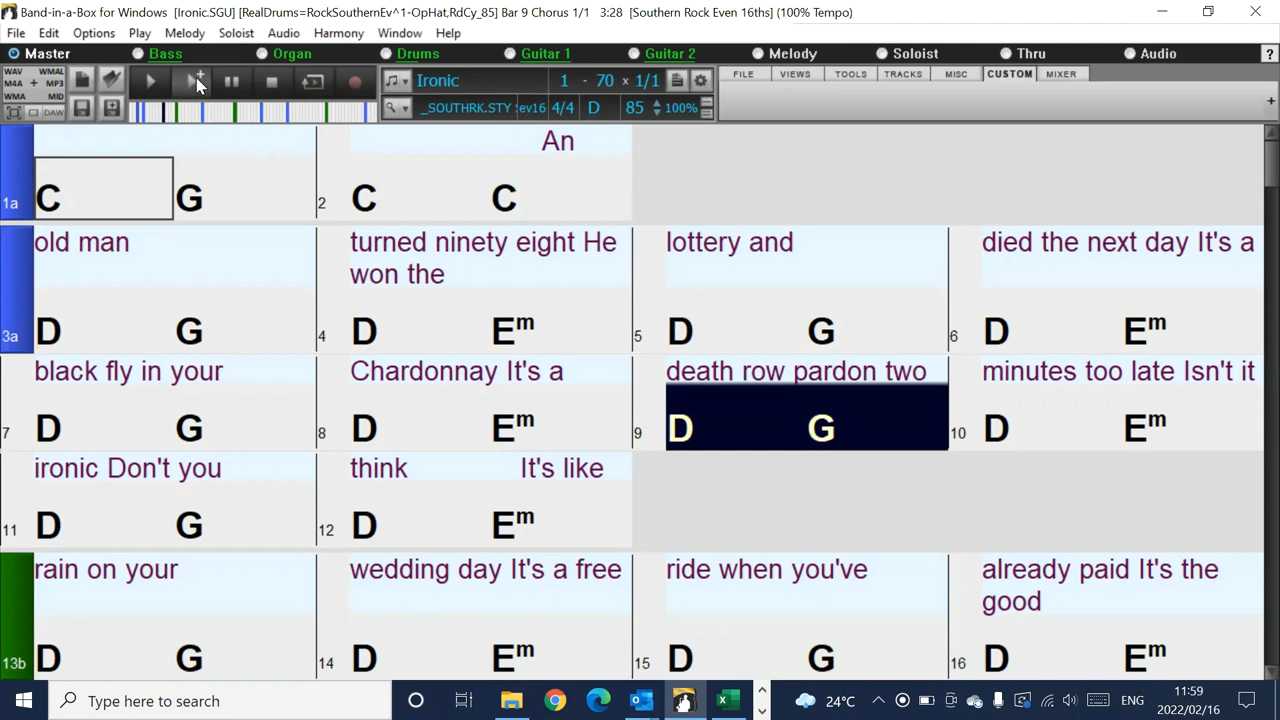 Band-in-a-Box for Windows [Ironic.SGU] [RealDrums=RockSouthernEv^1-OpHat,RdCy_85] Bar 9 Chorus 1/1 3:28 [Southern Rock Even 16ths] (100% Tempo)
File Edit Options Play Melody Soloist Audio Harmony Window Help
Master Bass Organ Drums Guitar 1 Guitar 2 Melody Soloist Thru Audio ?
WAV WMAL
M4A + MP3
WMA MID
DAW
Ironic 1 - 70 x 1/1
_SOUTHRK.STY ev16 4/4 D 85 100%
FILE VIEWS TOOLS TRACKS MISC CUSTOM MIXER
+
An
1a C G 2 C C
old man turned ninety eight He lottery and died the next day It's a
won the
3a D G 4 D Em 5 D G 6 D Em
black fly in your Chardonnay It's a death row pardon two minutes too late Isn't it
7 D G 8 D Em 9 D G 10 D Em
ironic Don't you think It's like
11 D G 12 D Em
rain on your wedding day It's a free ride when you've already paid It's the
good
13b D G 14 D Em 15 D G 16 D Em
Type here to search 24°C ENG 11:59
2022/02/16